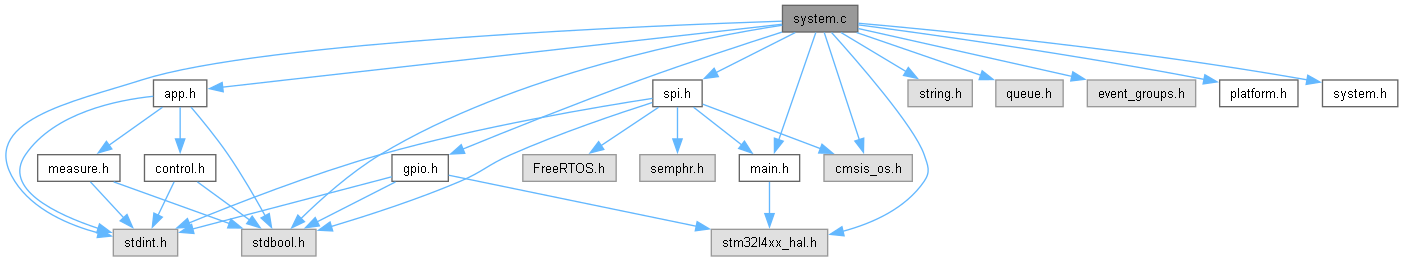 system.c
app.h
spi.h
string.h
queue.h
event_groups.h
platform.h
system.h
measure.h
control.h
gpio.h
FreeRTOS.h
semphr.h
main.h
cmsis_os.h
stdint.h
stdbool.h
stm32l4xx_hal.h